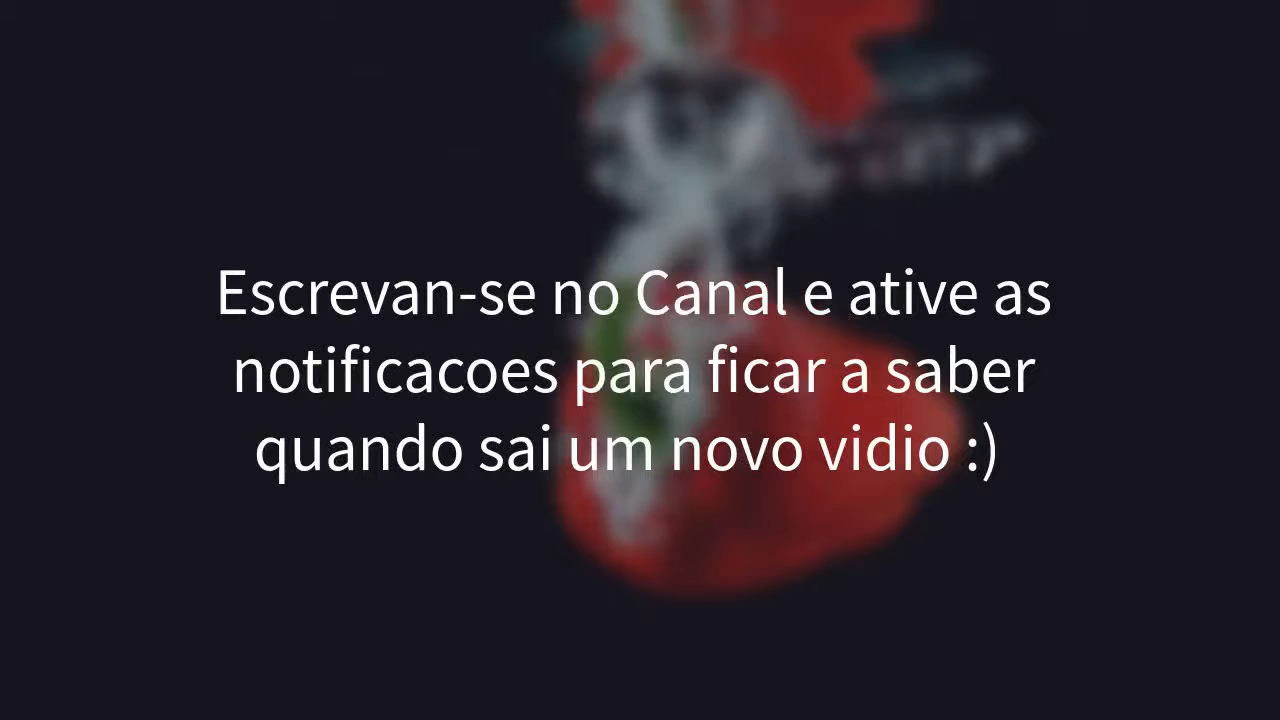 Escrevan-se no Canal e ative as
notificacoes para ficar a saber
quando sai um novo vidio :)